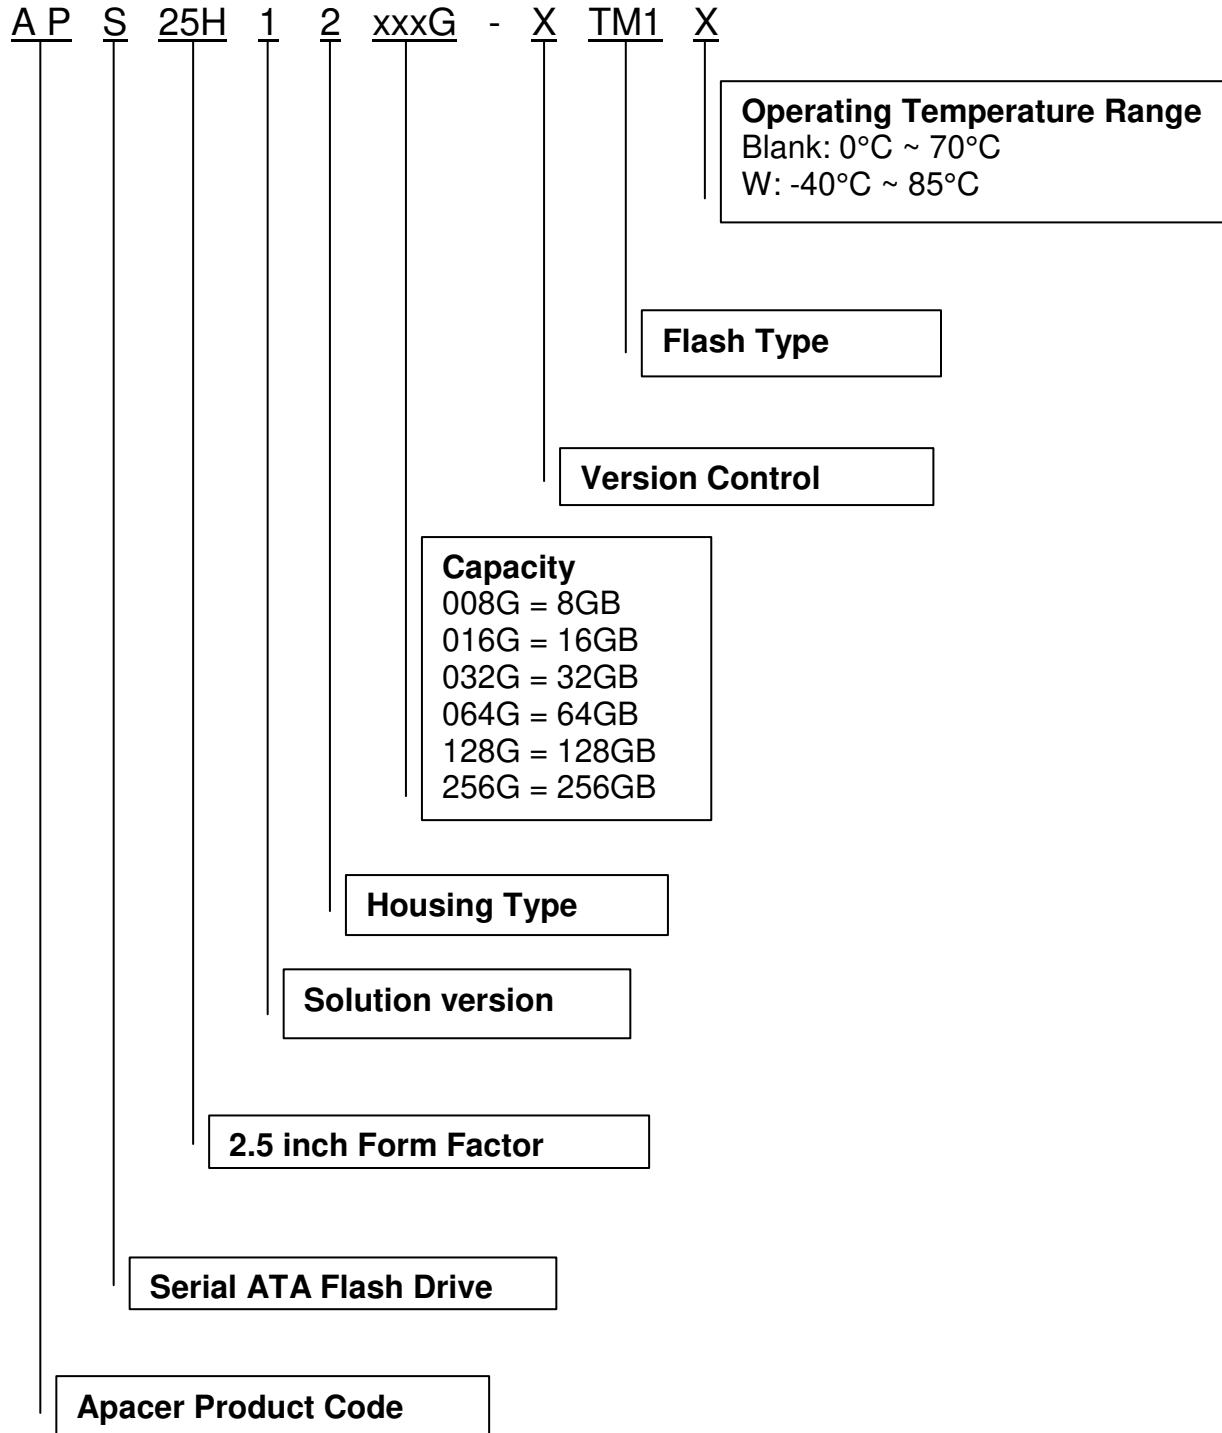 A P S 25H 1 2 xxxG - X TM1 X
Operating Temperature Range
Blank: 0°C ~ 70°C
W: -40°C ~ 85°C
Flash Type
Version Control
Capacity
008G = 8GB
016G = 16GB
032G = 32GB
064G = 64GB
128G = 128GB
256G = 256GB
Housing Type
Solution version
2.5 inch Form Factor
Serial ATA Flash Drive
Apacer Product Code